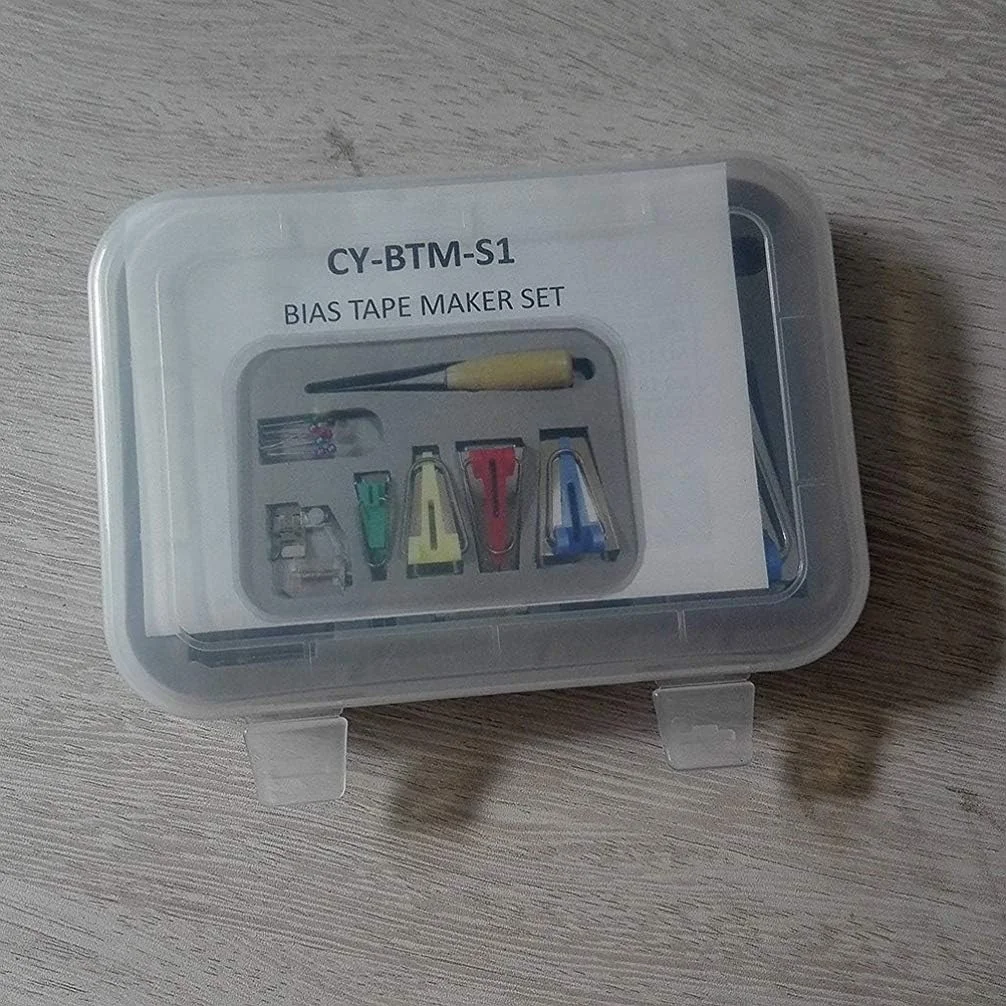 CY-BTM-S1
BIAS TAPE MAKER SET